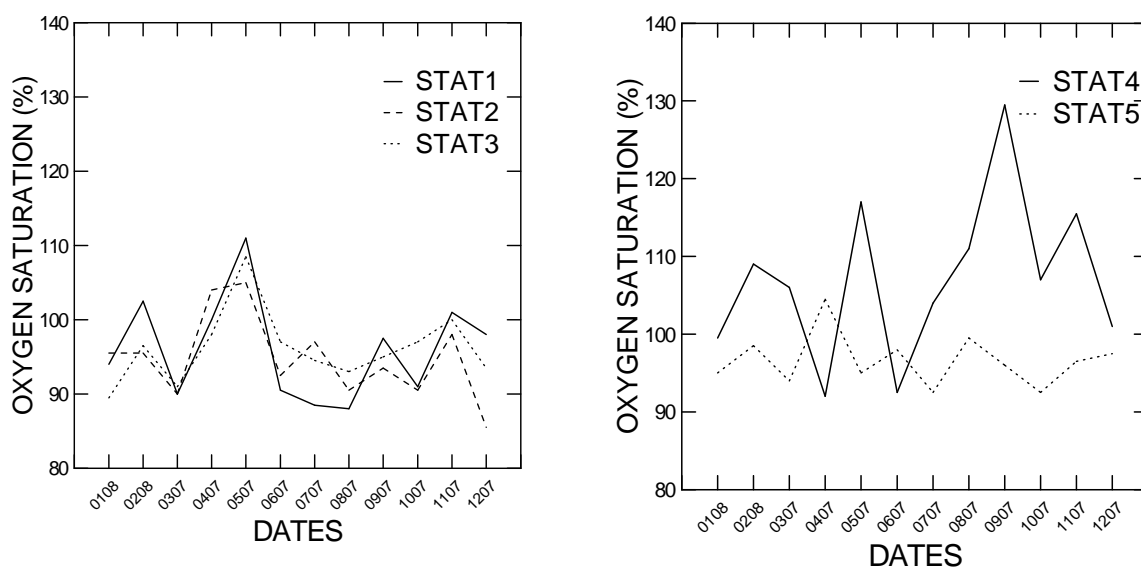 140
130
120
110
100
90
80
OXYGEN SATURATION (%)
STAT1
STAT2
STAT3
0108 0208 0307 0407 0507 0607 0707 0807 0907 1007 1107 1207
DATES
140
130
120
110
100
90
80
OXYGEN SATURATION (%)
STAT4
STAT5
0108 0208 0307 0407 0507 0607 0707 0807 0907 1007 1107 1207
DATES